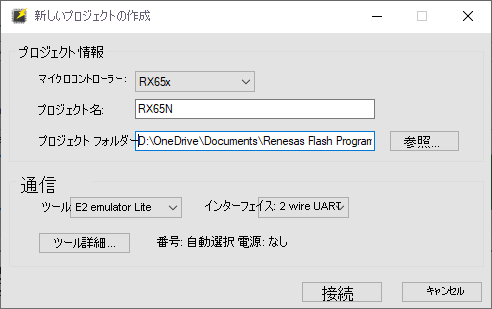 新しいプロジェクトの作成
プロジェクト情報
マイクロコントローラー: RX65x
プロジェクト名: RX65N
プロジェクト フォルダー D:\OneDrive\Documents\Renesas Flash Program 参照...
通信
ツール E2 emulator Lite インターフェイス: 2 wire UART
ツール詳細... 番号: 自動選択 電源: なし
接続 キャンセル